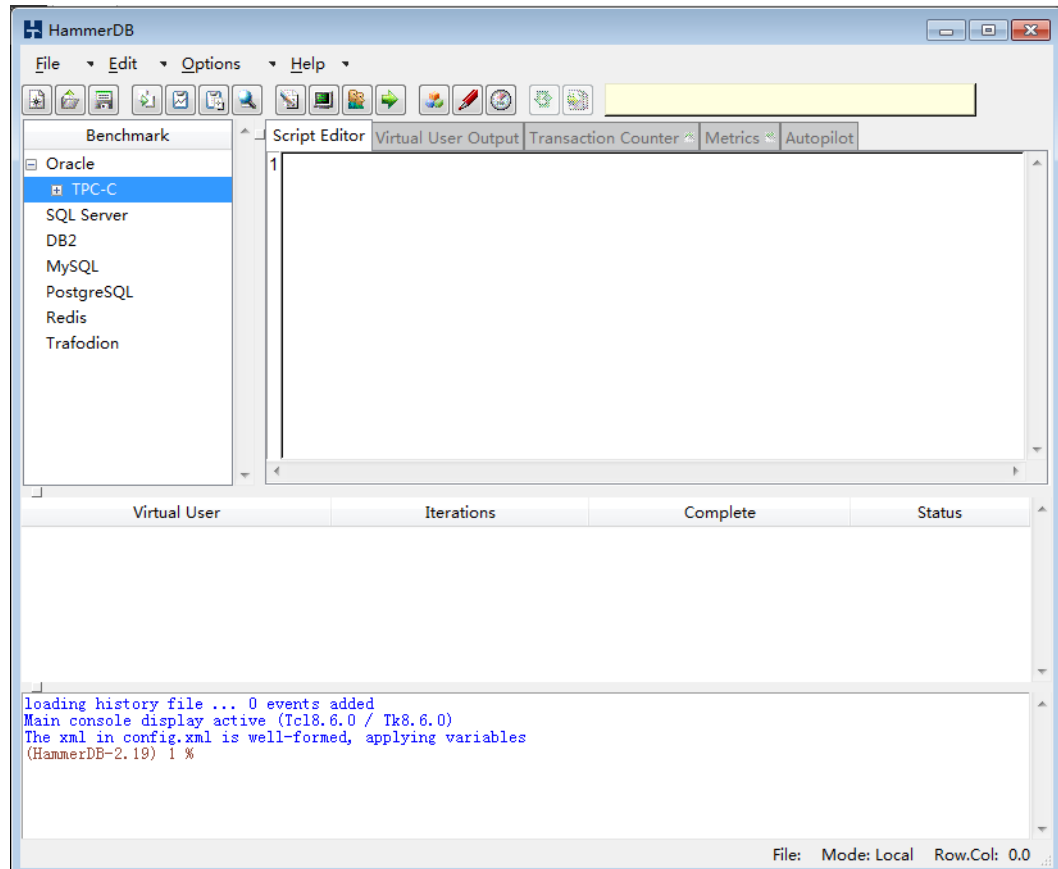 HammerDB
File Edit Options Help
Benchmark
Script Editor Virtual User Output Transaction Counter Metrics Autopilot
Oracle
TPC-C
SQL Server
DB2
MySQL
PostgreSQL
Redis
Trafodion
1
Virtual User Iterations Complete Status
loading history file ... 0 events added
Main console display active (Tcl8.6.0 / Tk8.6.0)
The xml in config.xml is well-formed, applying variables
(HammerDB-2.19) 1 %
File: Mode: Local Row.Col: 0.0